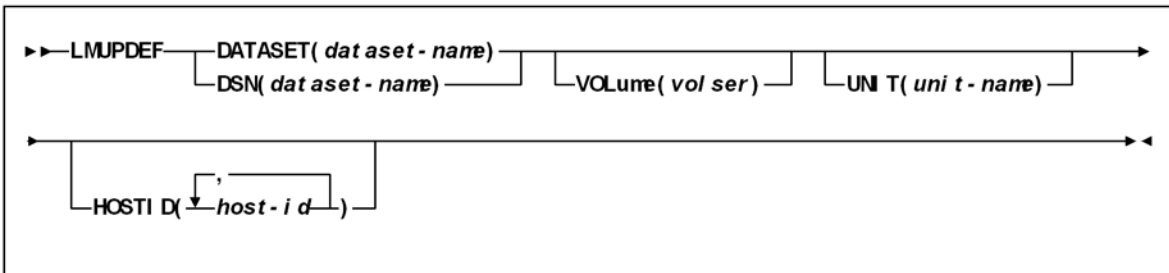 LMUPDEF DATASET( dataset-name)
DSN( dataset-name) VOLume( volser) UNIT( unit-name)
,
HOSTID( host-id )